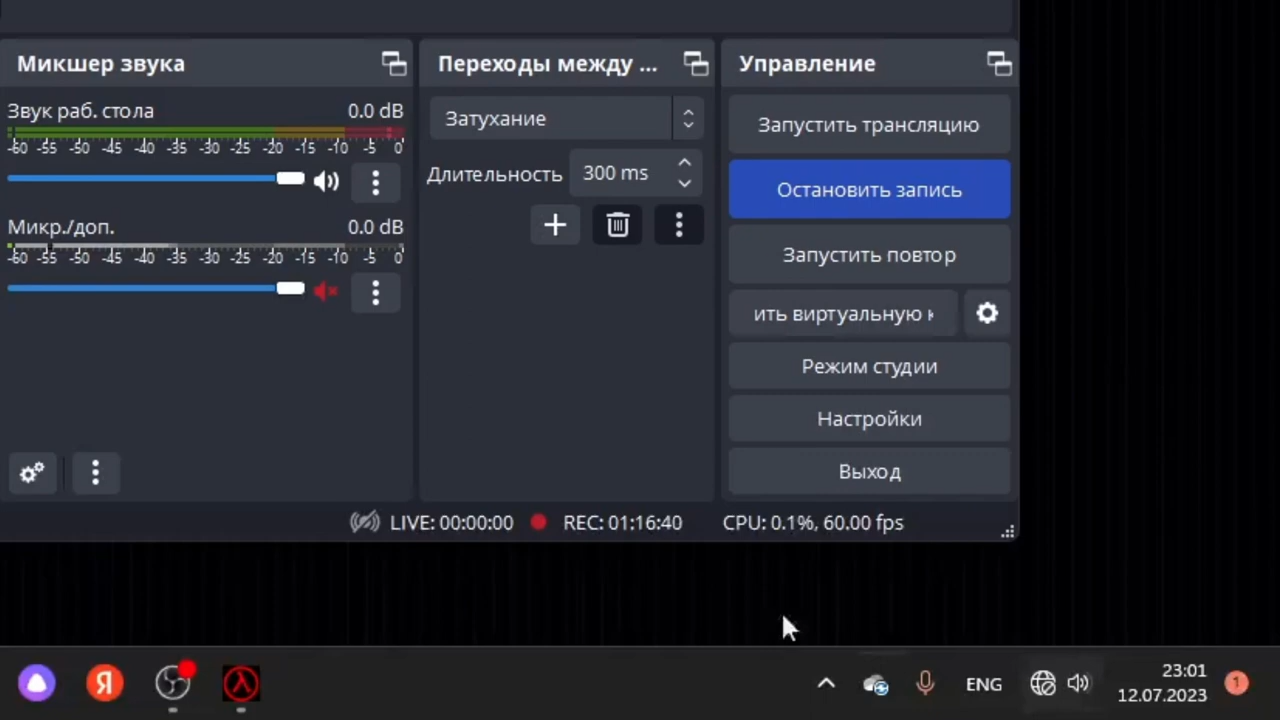 Микшер звука
Звук раб. стола 0.0 dB
-60 -55 -50 -45 -40 -35 -30 -25 -20 -15 -10 -5 0
Микр./доп. 0.0 dB
-60 -55 -50 -45 -40 -35 -30 -25 -20 -15 -10 -5 0
Переходы между ...
Затухание
Длительность 300 ms
Управление
Запустить трансляцию
Остановить запись
Запустить повтор
ить виртуальную к
Режим студии
Настройки
Выход
LIVE: 00:00:00 REC: 01:16:40 CPU: 0.1%, 60.00 fps
Я
ENG
23:01
12.07.2023
1